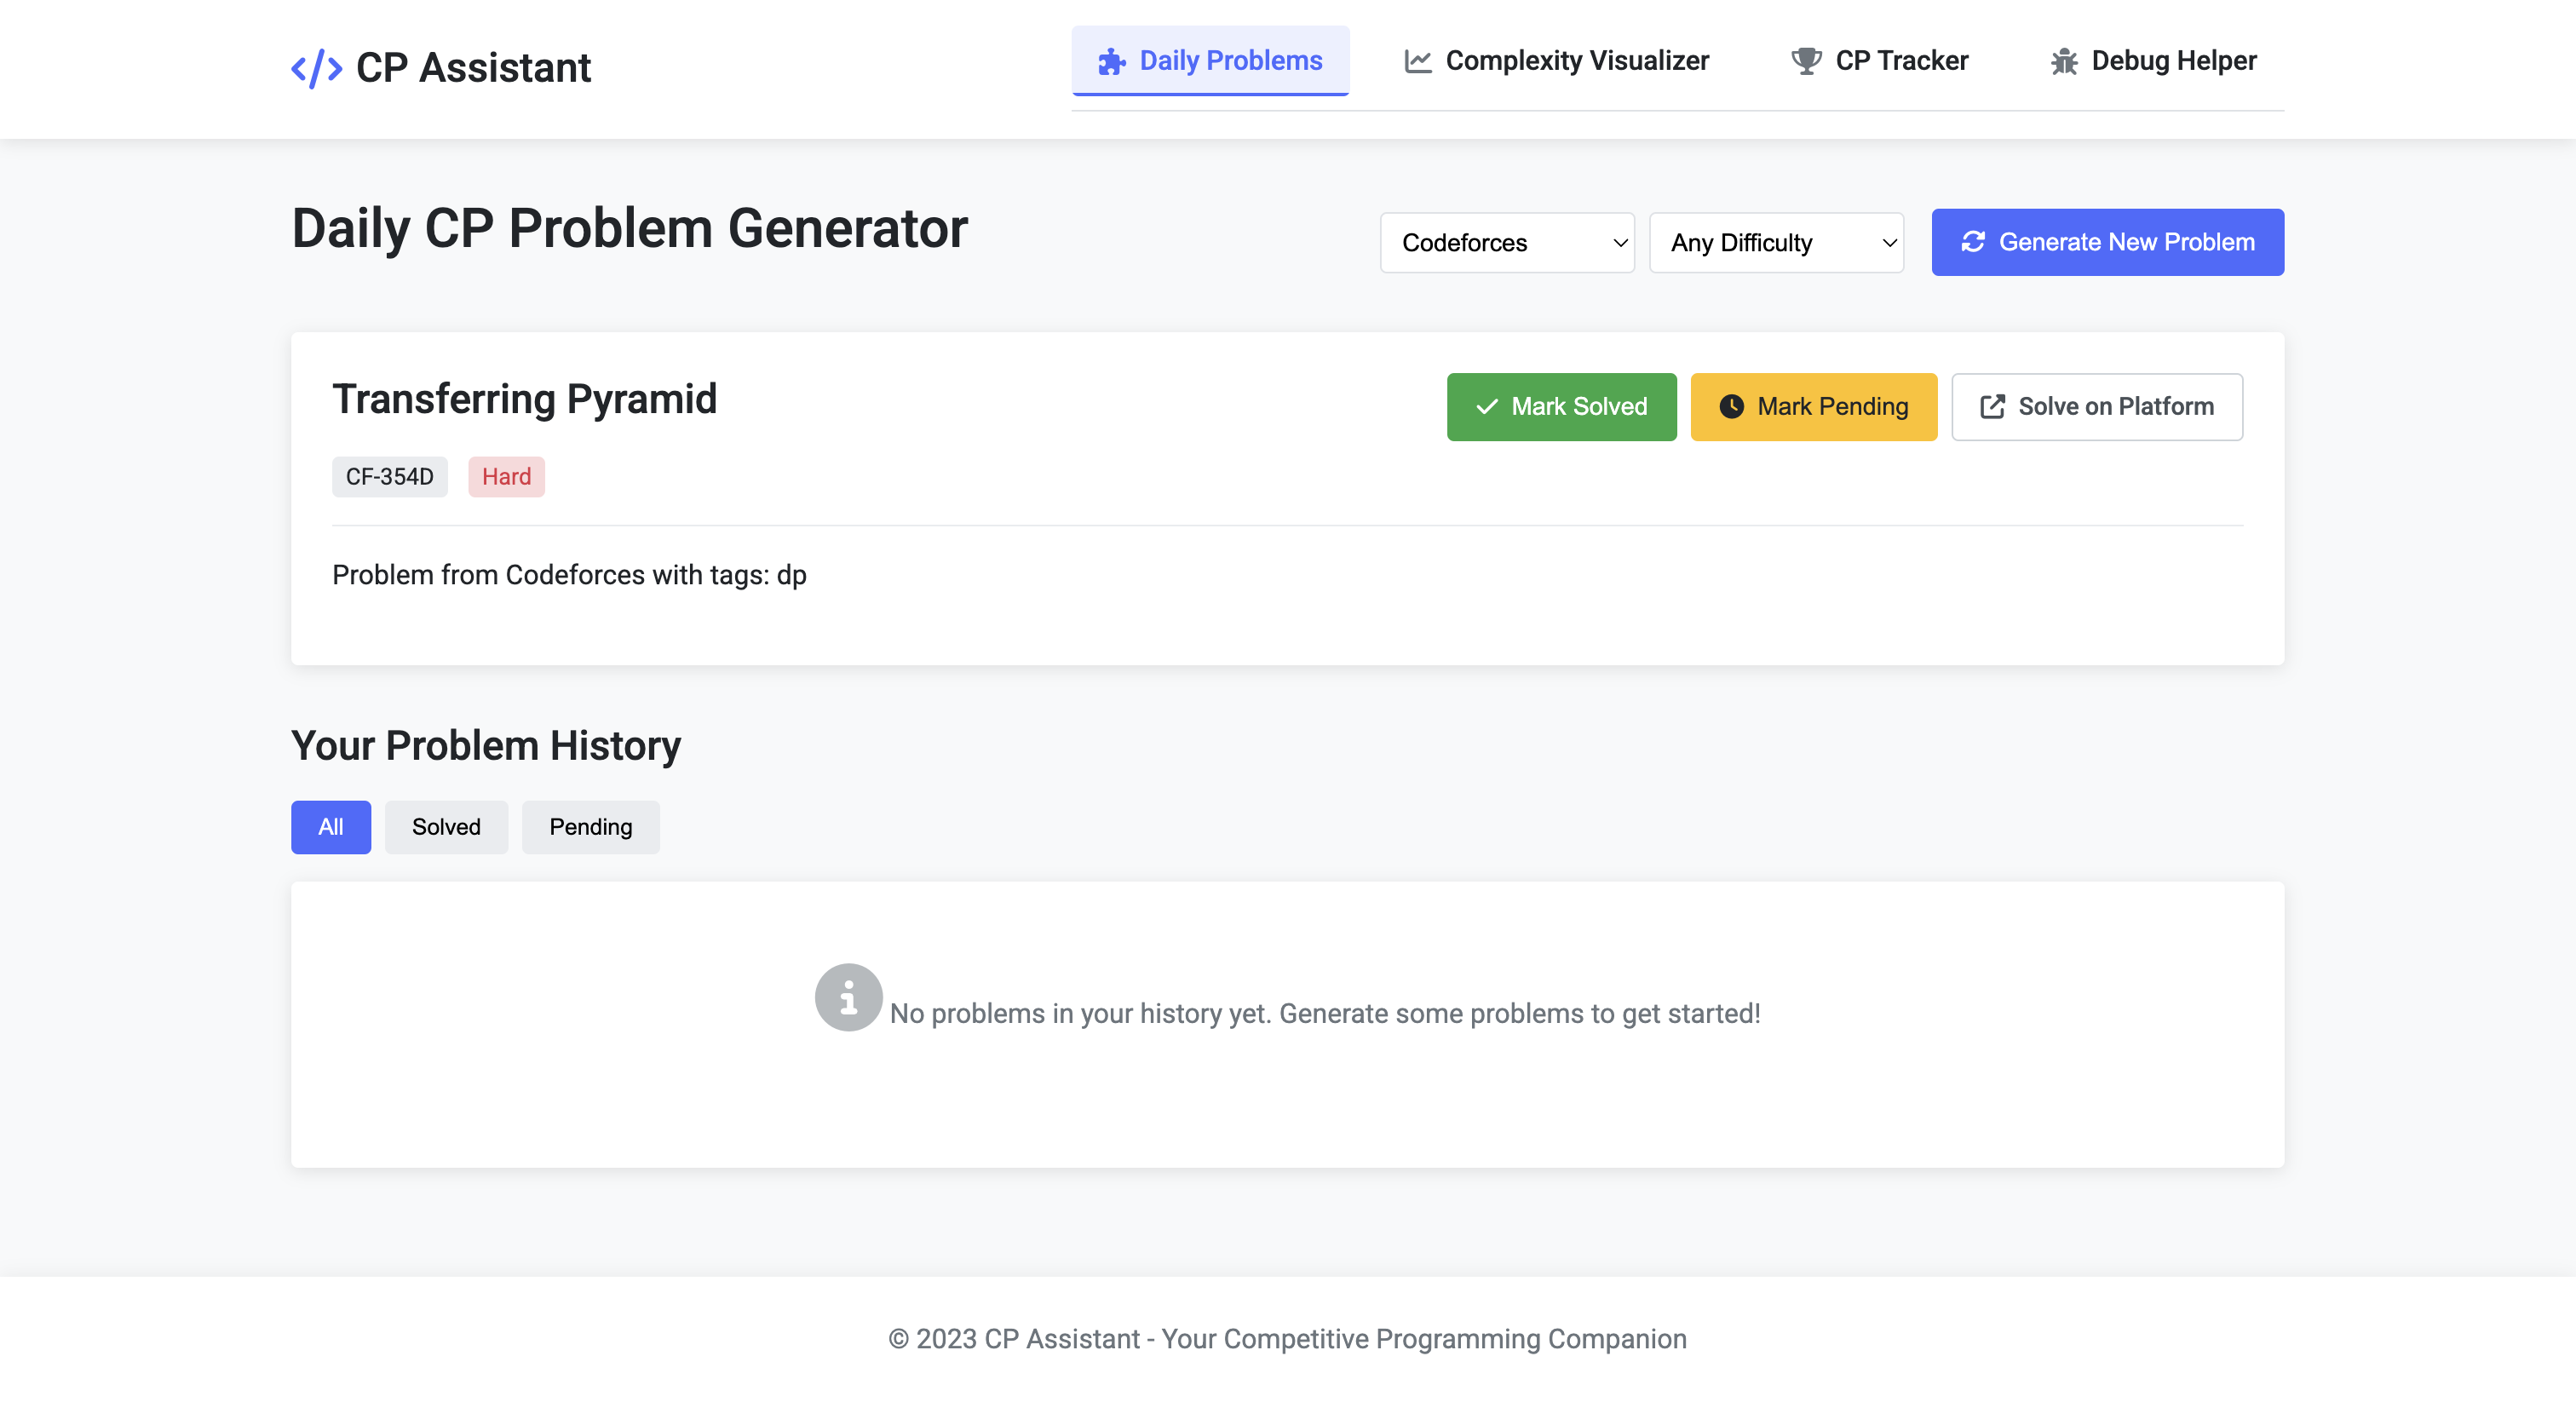 CP Assistant
Daily Problems
Complexity Visualizer
CP Tracker
Debug Helper
Daily CP Problem Generator
Codeforces
Any Difficulty
Generate New Problem
Transferring Pyramid
Mark Solved
Mark Pending
Solve on Platform
CF-354D
Hard
Problem from Codeforces with tags: dp
Your Problem History
All
Solved
Pending
No problems in your history yet. Generate some problems to get started!
© 2023 CP Assistant - Your Competitive Programming Companion